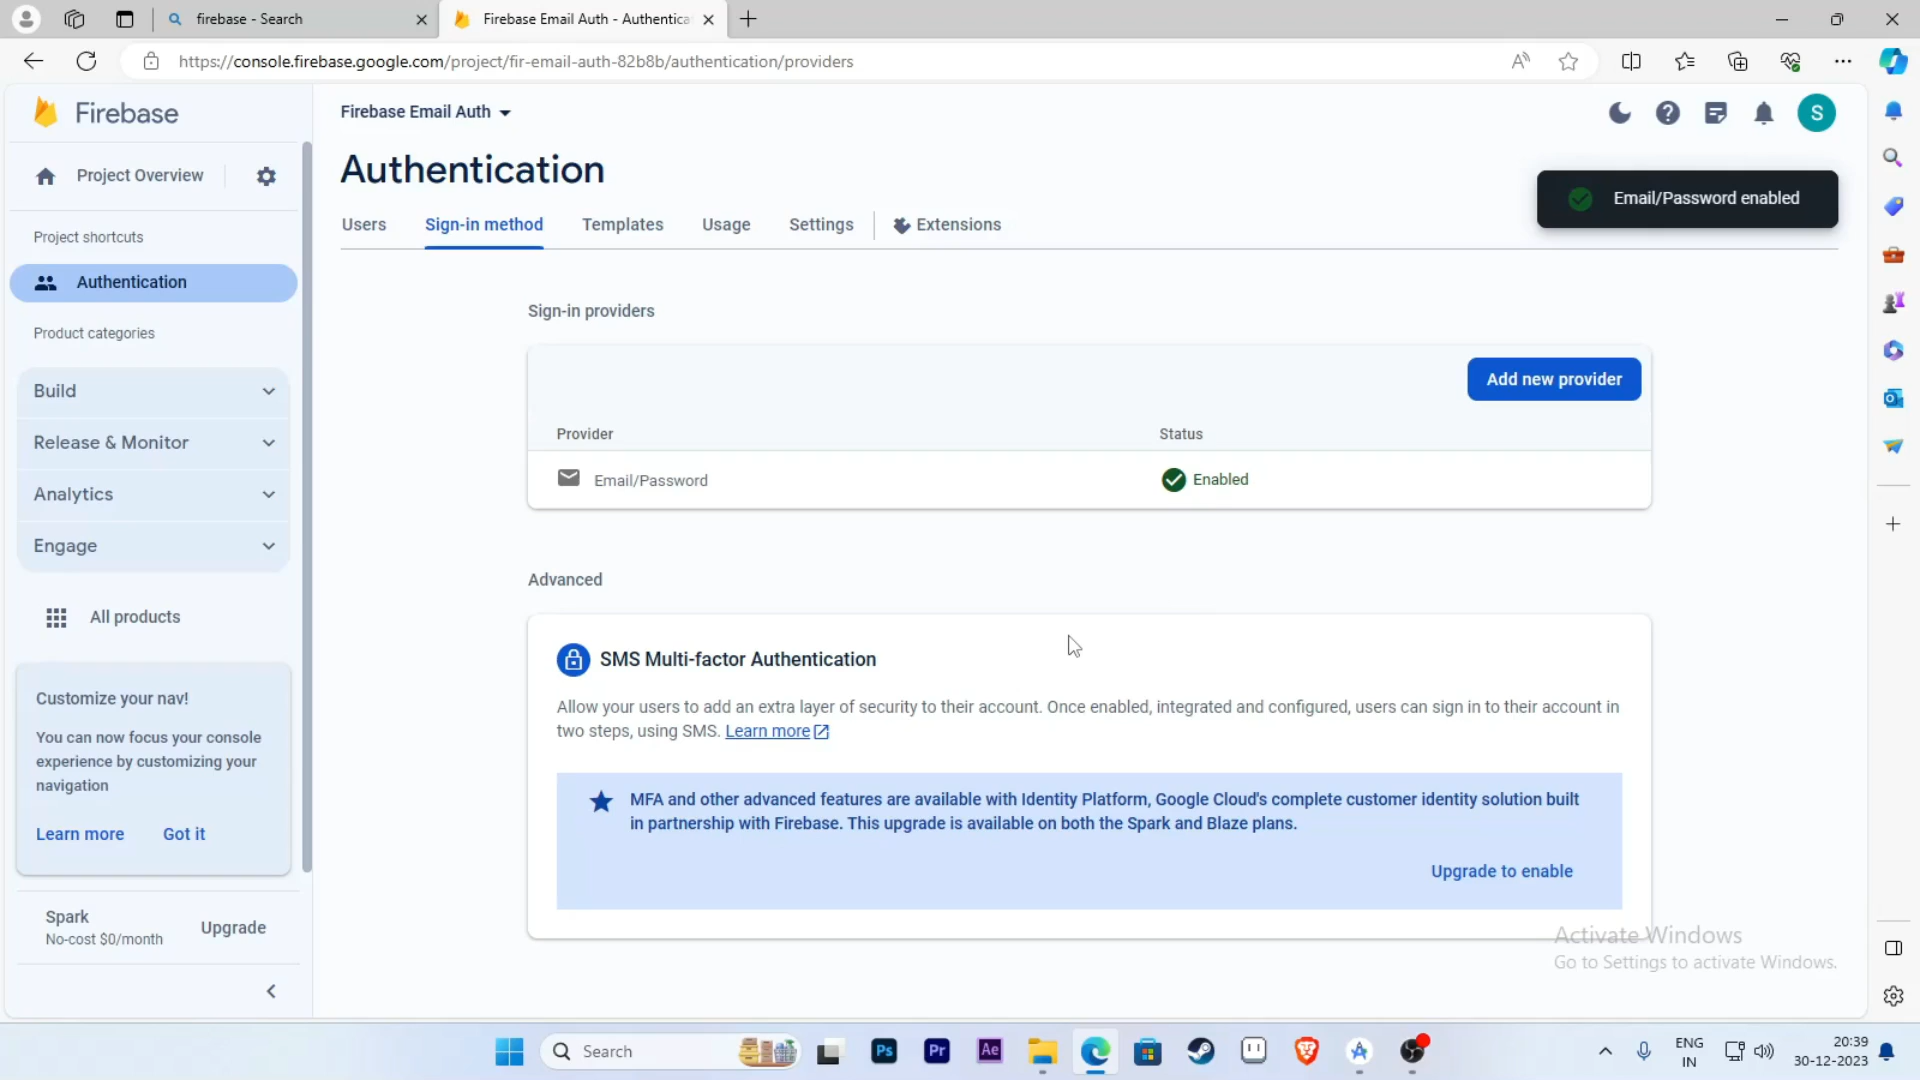 firebase - Search
Firebase Email Auth - Authentica
https://console.firebase.google.com/project/fir-email-auth-82b8b/authentication/providers
Firebase
Firebase Email Auth
S
Project Overview
Authentication
Email/Password enabled
Users
Sign-in method
Templates
Usage
Settings
Extensions
Project shortcuts
Authentication
Product categories
Build
Release & Monitor
Analytics
Engage
All products
Customize your nav!
You can now focus your console
experience by customizing your
navigation
Learn more
Got it
Spark
No-cost $0/month
Upgrade
Sign-in providers
Add new provider
Provider
Status
Email/Password
Enabled
Advanced
SMS Multi-factor Authentication
Allow your users to add an extra layer of security to their account. Once enabled, integrated and configured, users can sign in to their account in
two steps, using SMS. Learn more
MFA and other advanced features are available with Identity Platform, Google Cloud's complete customer identity solution built
in partnership with Firebase. This upgrade is available on both the Spark and Blaze plans.
Upgrade to enable
Activate Windows
Go to Settings to activate Windows.
Search
Ps
Pr
Ae
ENG
IN
20:39
30-12-2023